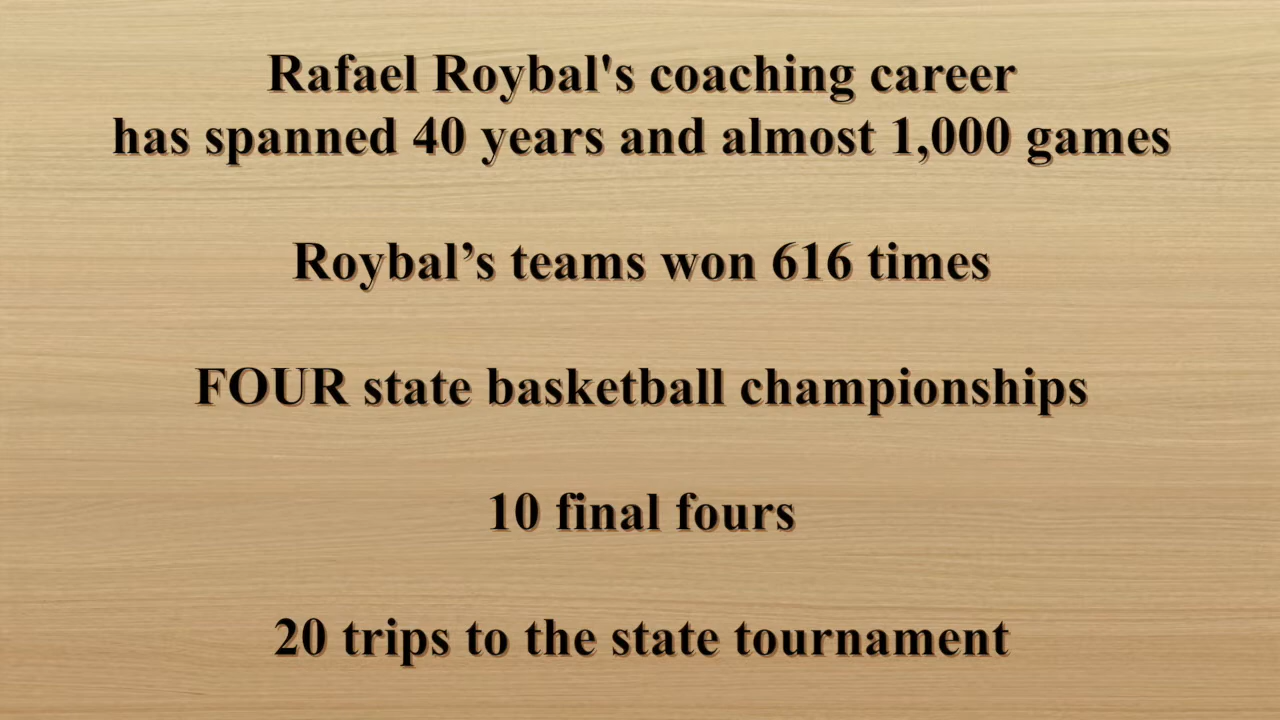 Rafael Roybal's coaching career
has spanned 40 years and almost 1,000 games
Roybal’s teams won 616 times
FOUR state basketball championships
10 final fours
20 trips to the state tournament